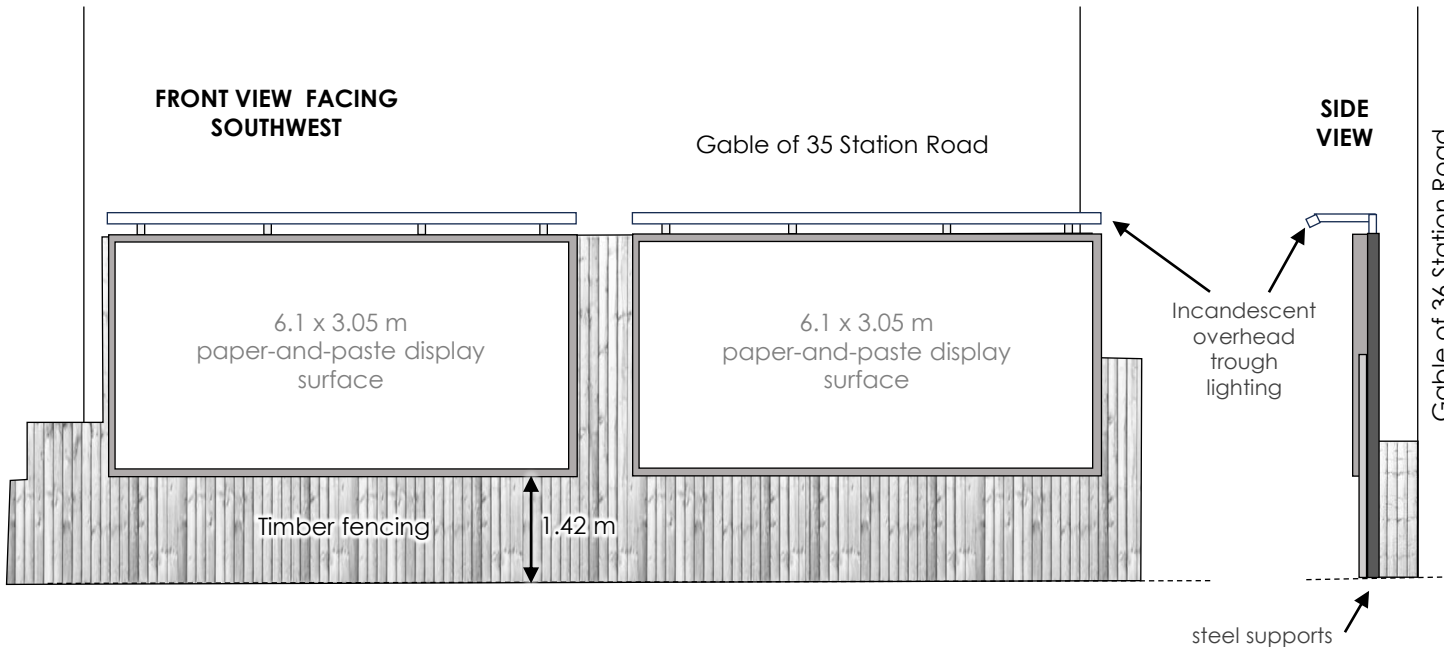 FRONT VIEW FACING
SOUTHWEST
Gable of 35 Station Road
SIDE
VIEW
Gable of 36 Station Road
6.1 x 3.05 m
paper-and-paste display
surface
6.1 x 3.05 m
paper-and-paste display
surface
Incandescent
overhead
trough
lighting
Timber fencing
1.42 m
steel supports